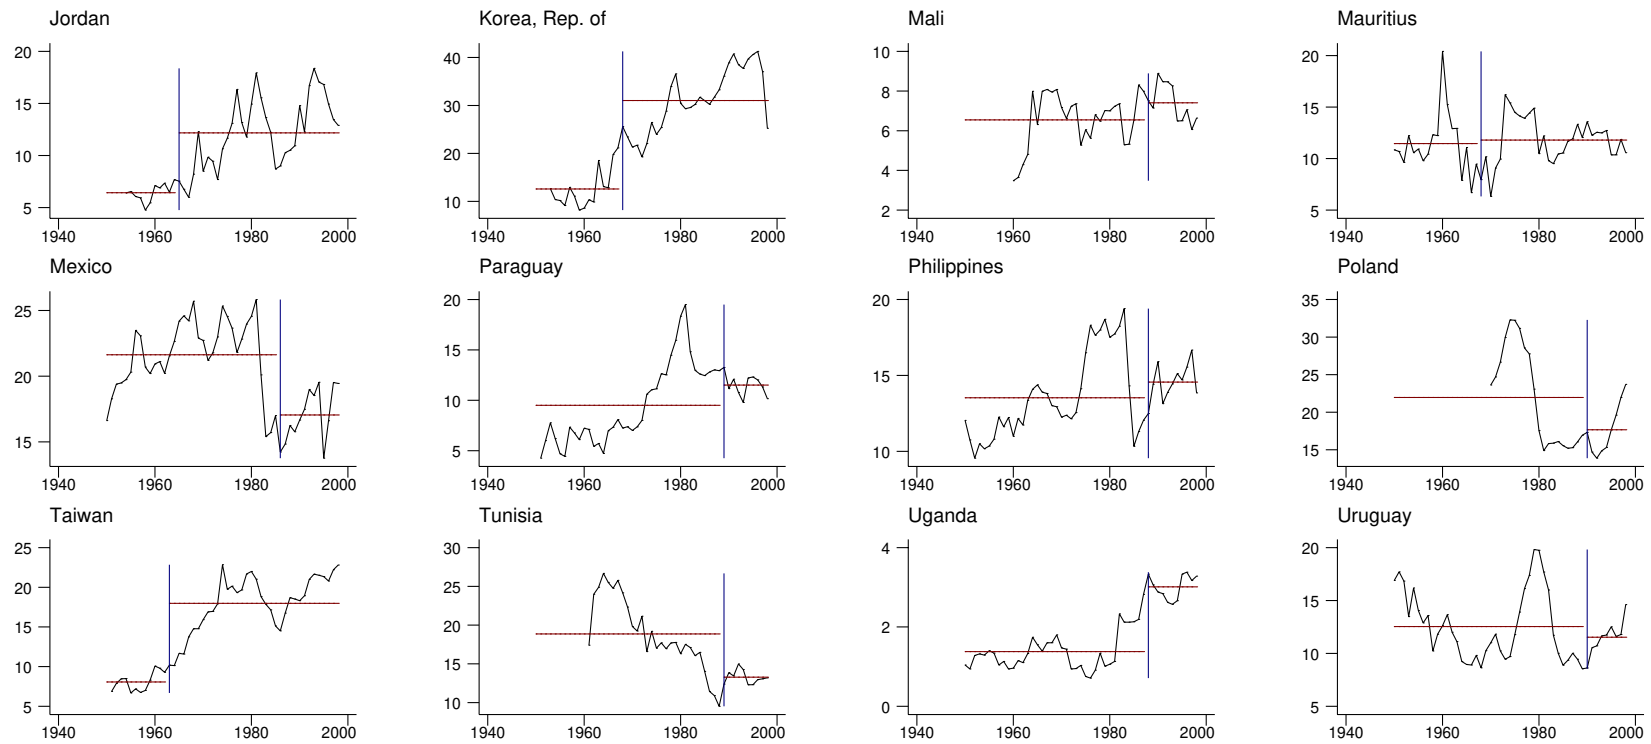 Jordan Korea, Rep. of Mali Mauritius
20 40 10 20
15 30 8 15
10 20 6 10
5 10 4 5
2
1940 1960 1980 2000 1940 1960 1980 2000 1940 1960 1980 2000 1940 1960 1980 2000
Mexico Paraguay Philippines Poland
25 20 20 35
20 15 15 30
15 10 10 25
5 20
15
1940 1960 1980 2000 1940 1960 1980 2000 1940 1960 1980 2000 1940 1960 1980 2000
Taiwan Tunisia Uganda Uruguay
25 30 4 20
20 25 2 15
15 20 0 10
10 15 5
5 10
1940 1960 1980 2000 1940 1960 1980 2000 1940 1960 1980 2000 1940 1960 1980 2000